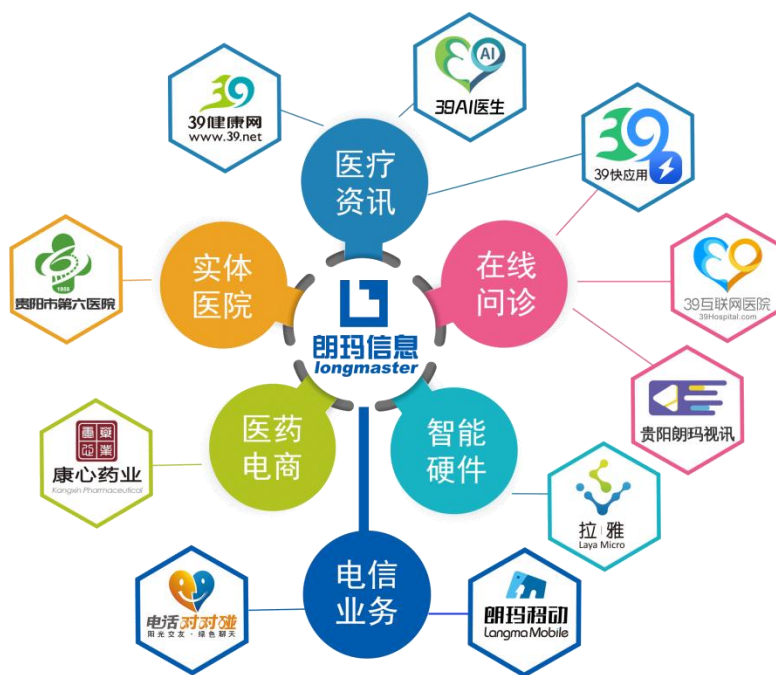 39
39健康网
www.39.net
AI
39AI医生
医疗
资讯
39
39快应用
1958
贵阳市第六医院
实体
医院
在线
问诊
39互联网医院
39Hospital.com
朗玛信息
longmaster
贵阳朗玛视讯
康心药业
Kangxin Pharmaceutical
医药
电商
智能
硬件
拉雅
Laya Micro
电话对对碰
阳光交友·绿色聊天
电信
业务
朗玛移动
Langma Mobile